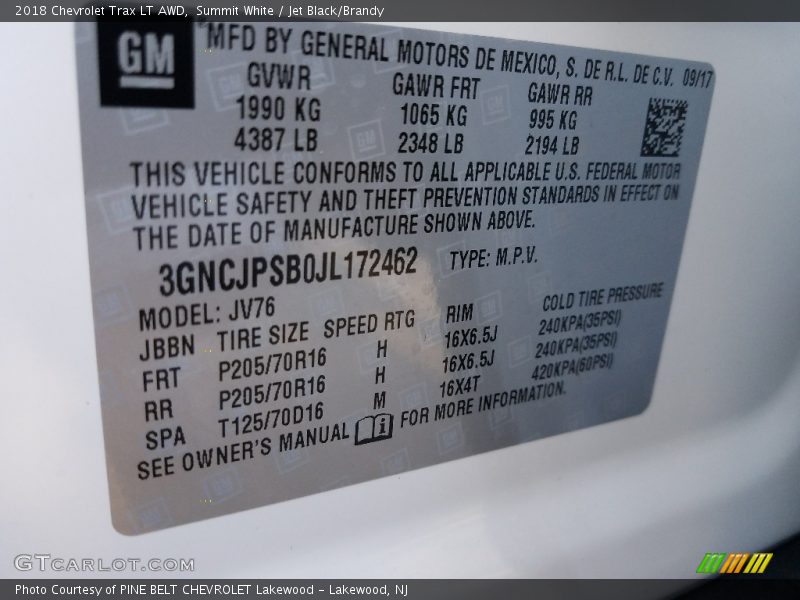 2018 Chevrolet Trax LT AWD, Summit White / Jet Black/Brandy
GM
MFD BY GENERAL MOTORS DE MEXICO, S. DE R.L. DE C.V. 09/17
GVWR GAWR FRT GAWR RR
1990 KG 1065 KG 995 KG
4387 LB 2348 LB 2194 LB
THIS VEHICLE CONFORMS TO ALL APPLICABLE U.S. FEDERAL MOTOR
VEHICLE SAFETY AND THEFT PREVENTION STANDARDS IN EFFECT ON
THE DATE OF MANUFACTURE SHOWN ABOVE.
3GNCJPSB0JL172462 TYPE: M.P.V.
MODEL: JV76
JBBN TIRE SIZE SPEED RTG RIM COLD TIRE PRESSURE
FRT P205/70R16 H 16X6.5J 240KPA(35PSI)
RR P205/70R16 H 16X6.5J 240KPA(35PSI)
SPA T125/70D16 M 16X4T 420KPA(60PSI)
SEE OWNER'S MANUAL FOR MORE INFORMATION.
GTCARLOT.COM
Photo Courtesy of PINE BELT CHEVROLET Lakewood - Lakewood, NJ